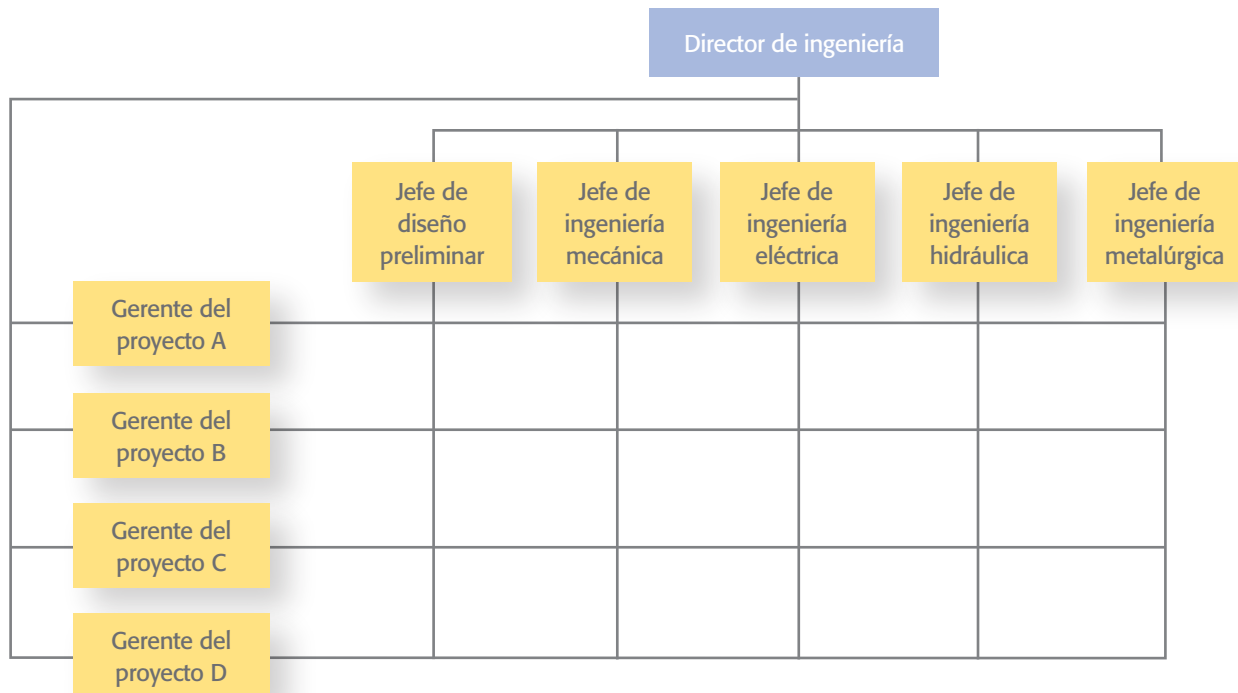 Director de ingeniería
Jefe de
diseño
preliminar
Jefe de
ingeniería
mecánica
Jefe de
ingeniería
eléctrica
Jefe de
ingeniería
hidráulica
Jefe de
ingeniería
metalúrgica
Gerente del
proyecto A
Gerente del
proyecto B
Gerente del
proyecto C
Gerente del
proyecto D